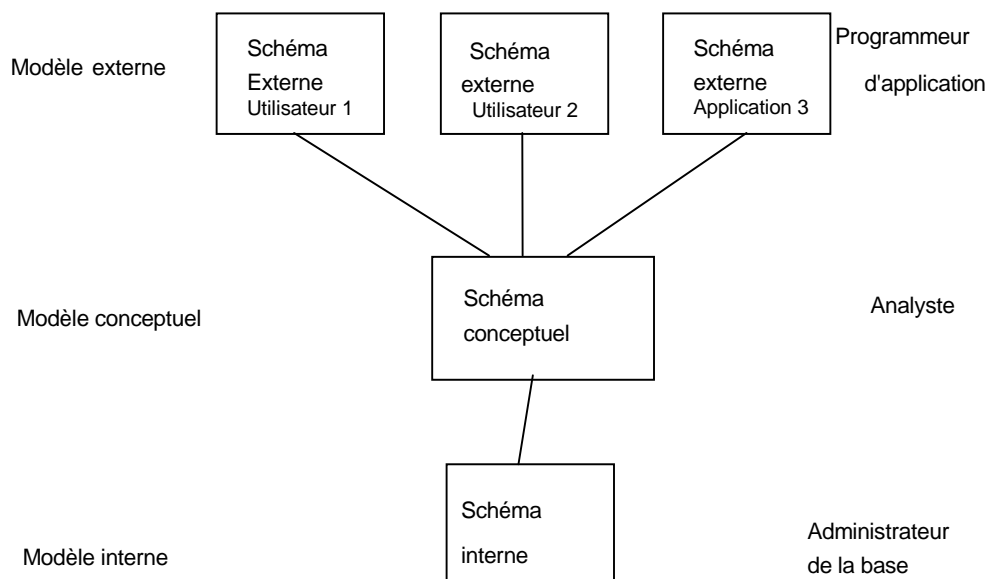 Modèle externe
Schéma
Externe
Utilisateur 1
Schéma
externe
Utilisateur 2
Schéma
externe
Application 3
Programmeur
d'application
Modèle conceptuel
Schéma
conceptuel
Analyste
Modèle interne
Schéma
interne
Administrateur
de la base